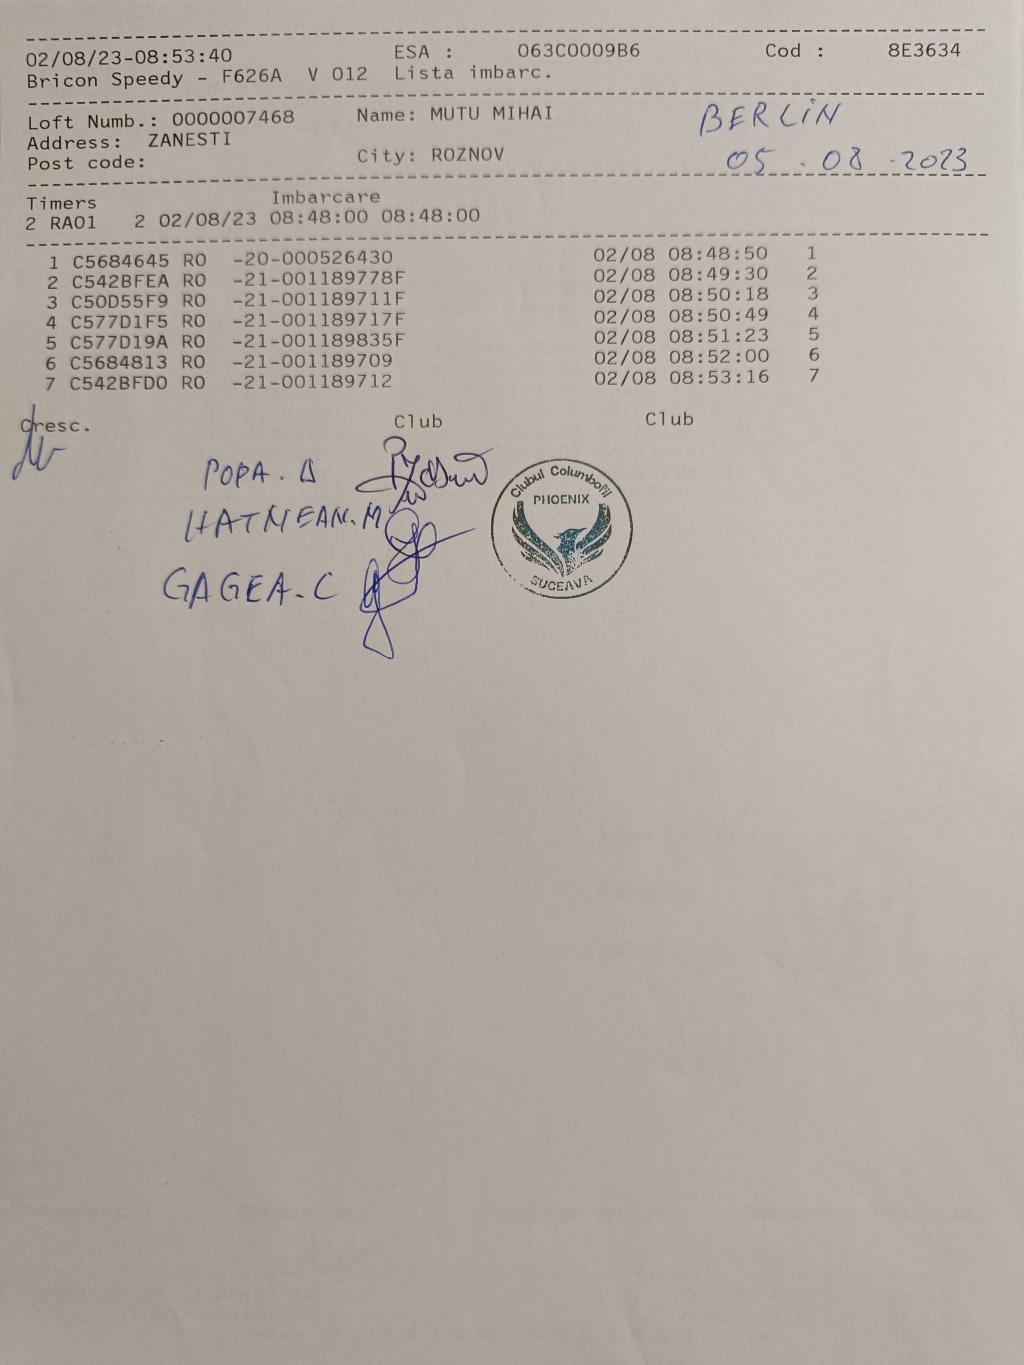 02/08/23-08:53:40 ESA : 063C0009B6 Cod : 8E3634
Bricon Speedy - F626A V 012 Lista imbarc.
Loft Numb.: 0000007468 Name: MUTU MIHAI
BERLIN
Address: ZANESTI
Post code: City: ROZNOV
05.08.2023
Timers Imbarcare
2 RA01 2 02/08/23 08:48:00 08:48:00
1 C5684645 RO -20-000526430 02/08 08:48:50 1
2 C542BFEA RO -21-001189778F 02/08 08:49:30 2
3 C50D55F9 RO -21-001189711F 02/08 08:50:18 3
4 C577D1F5 RO -21-001189717F 02/08 08:50:49 4
5 C577D19A RO -21-001189835F 02/08 08:51:23 5
6 C5684813 RO -21-001189709 02/08 08:52:00 6
7 C542BFD0 RO -21-001189712 02/08 08:53:16 7
Cresc. Club Club
POPA. D
HATNEAN.M
GAGEA.C
Clubul Columbofil
PHOENIX
SUCEAVA